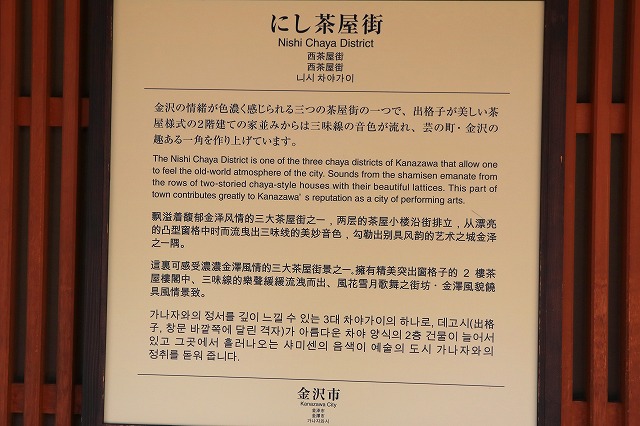 にし茶屋街
Nishi Chaya District
西茶屋街
西茶屋街
니시 차야가이
金沢の情緒が色濃く感じられる三つの茶屋街の一つで、出格子が美しい茶
屋様式の2階建ての家並みからは三味線の音色が流れ、芸の町・金沢の
趣ある一角を作り上げています。
The Nishi Chaya District is one of the three chaya districts of Kanazawa that allow one
to feel the old-world atmosphere of the city. Sounds from the shamisen emanate from
the rows of two-storied chaya-style houses with their beautiful lattices. This part of
town contributes greatly to Kanazawa's reputation as a city of performing arts.
飘溢着馥郁金泽风情的三大茶屋街之一，两层的茶屋小楼沿街排立，从漂亮
的凸型窗格中时而流曳出三味线的美妙音色，勾勒出别具风韵的艺术之城金泽
之一隅。
這裏可感受濃濃金澤風情的三大茶屋街景之一。擁有精美突出窗格子的 2 樓茶
屋樓閣中、三味線的樂聲緩緩流洩而出、風花雪月歌舞之街坊・金澤風貌饒
具風情景致。
가나자와의 정서를 깊이 느낄 수 있는 3대 차야가이의 하나로, 데고시(出格
子, 창문 바깥쪽에 달린 격자)가 아름다운 차야 양식의 2층 건물이 늘어서
있고 그곳에서 흘러나오는 샤미센의 음색이 예술의 도시 가나자와의
정취를 돋워 줍니다.
金沢市
Kanazawa City
金泽市
金澤市
가나자와시